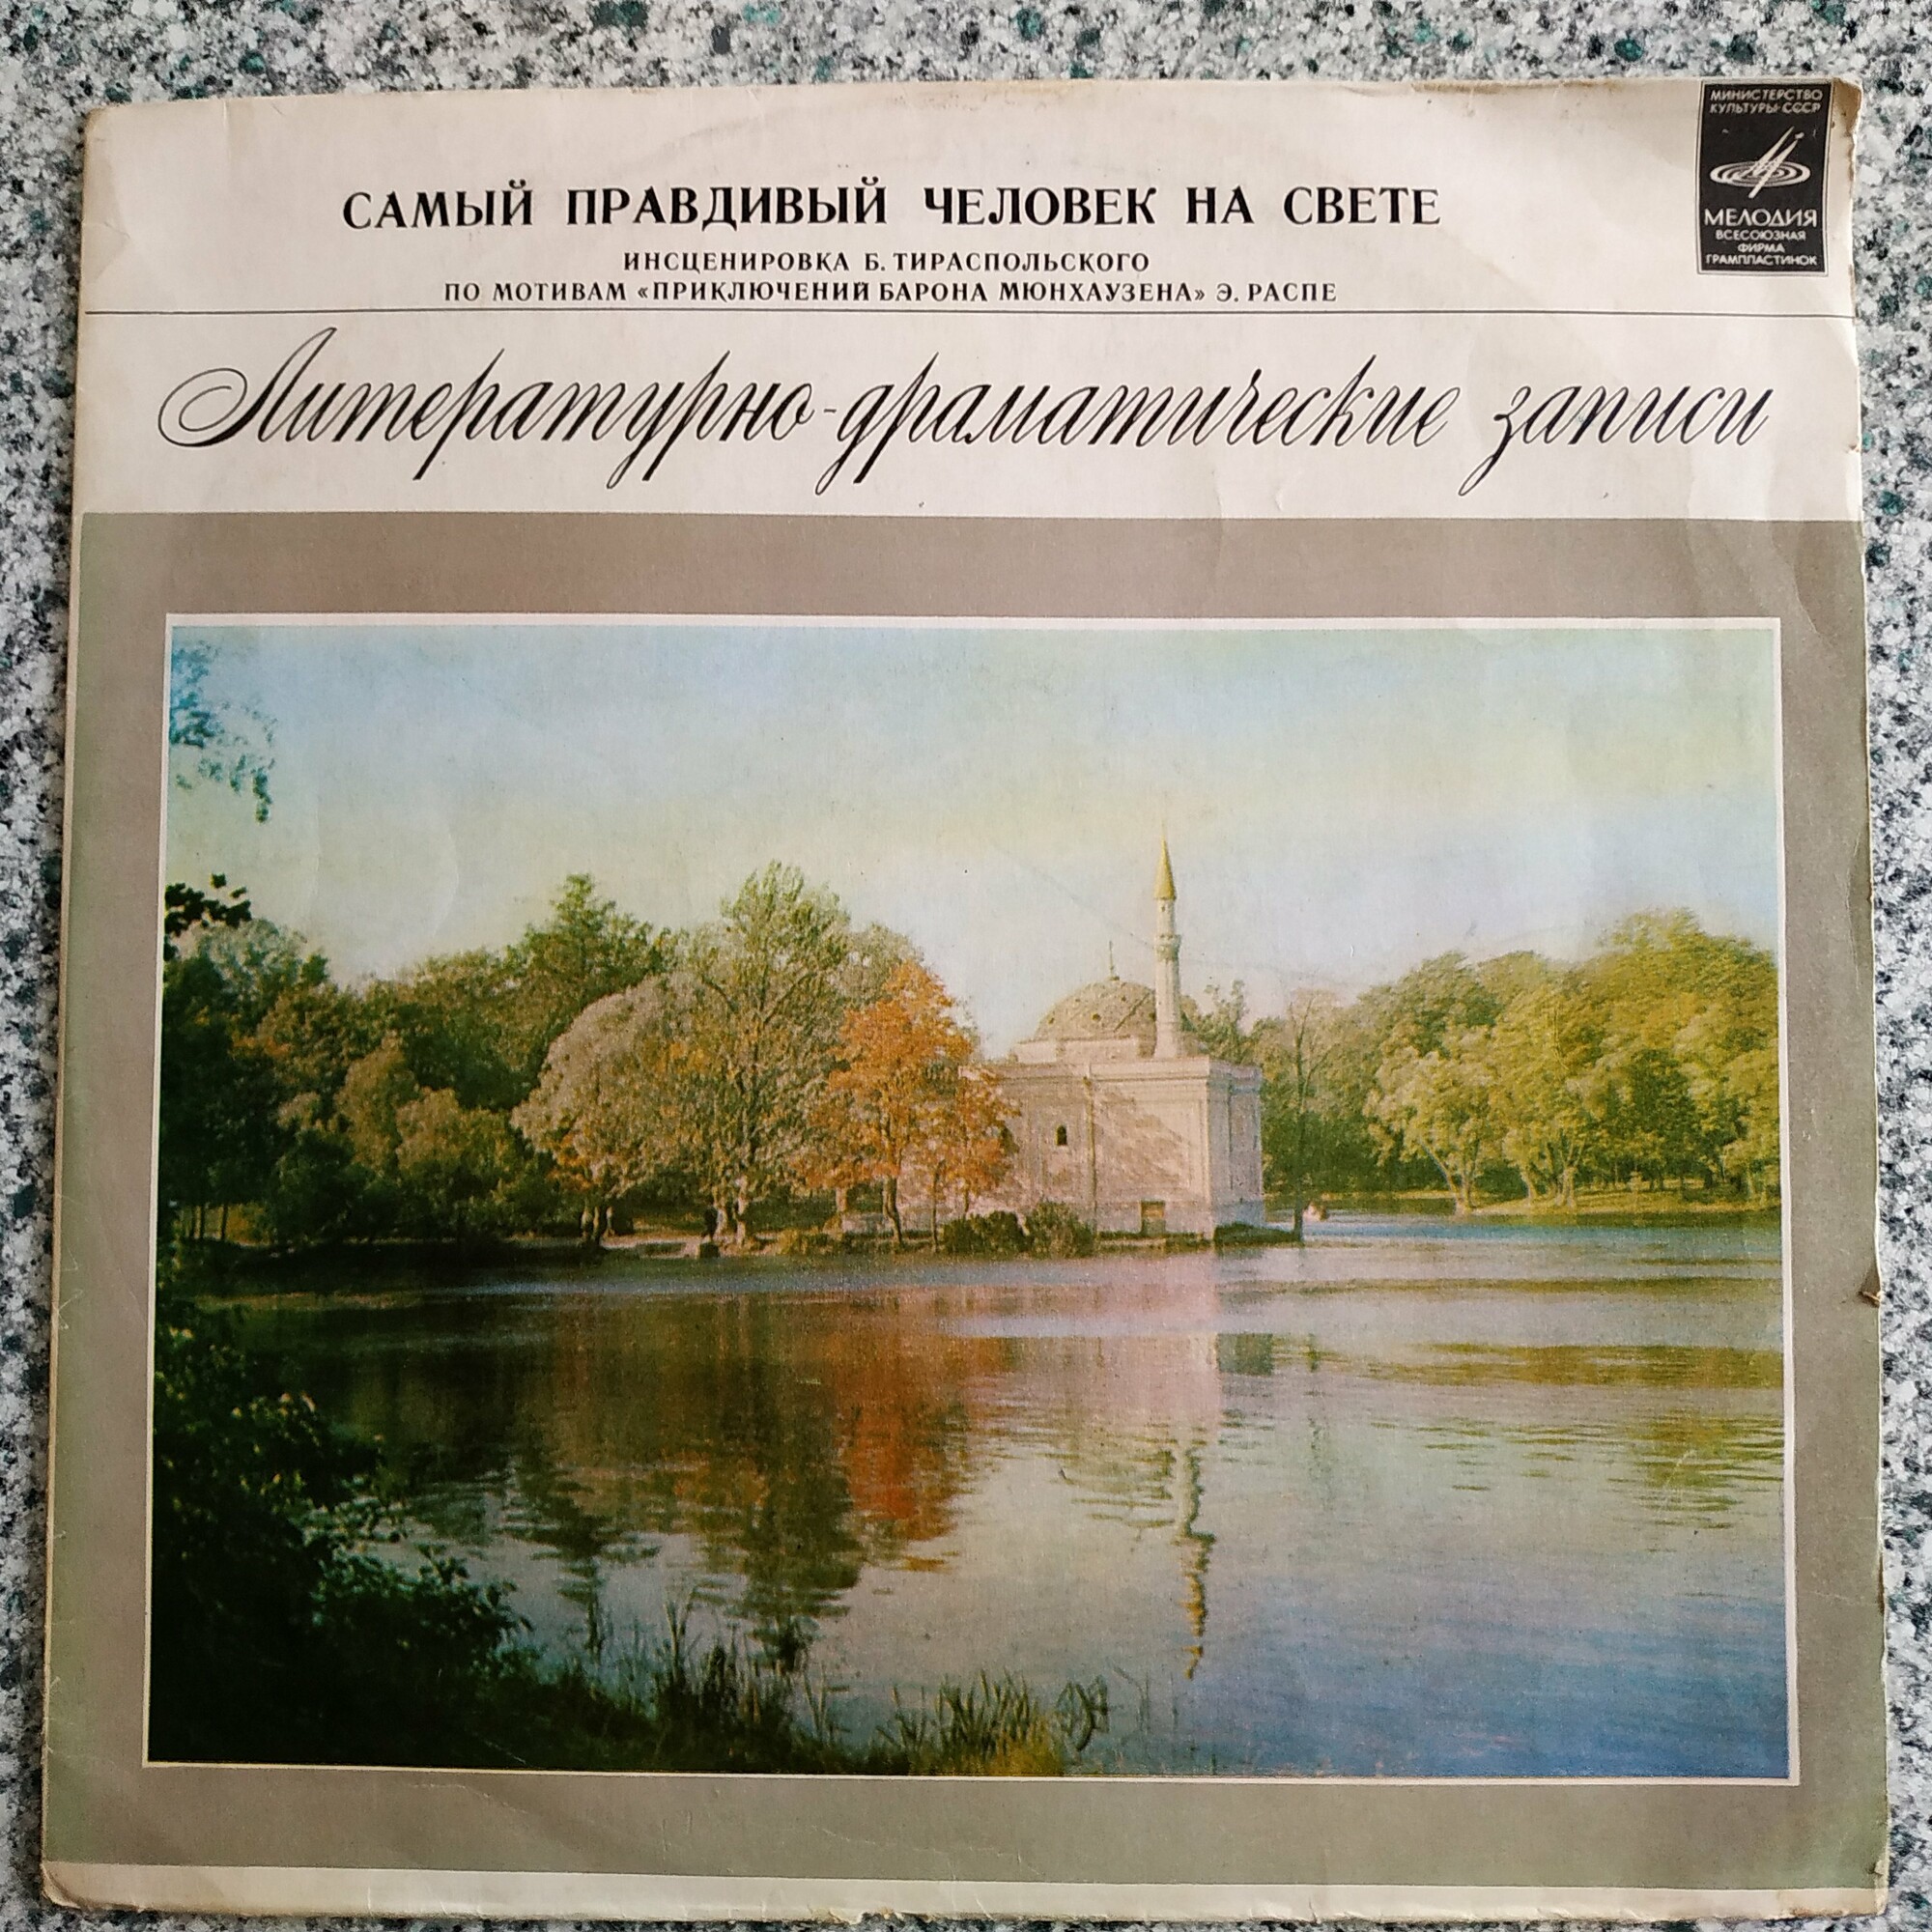 МИНИСТЕРСТВО
КУЛЬТУРЫ СССР
МЕЛОДИЯ
ВСЕСОЮЗНАЯ
ФИРМА
ГРАМПЛАСТИНОК
САМЫЙ ПРАВДИВЫЙ ЧЕЛОВЕК НА СВЕТЕ
ИНСЦЕНИРОВКА Б. ТИРАСПОЛЬСКОГО
ПО МОТИВАМ «ПРИКЛЮЧЕНИЙ БАРОНА МЮНХАУЗЕНА» Э. РАСПЕ
Литературно-драматические записи